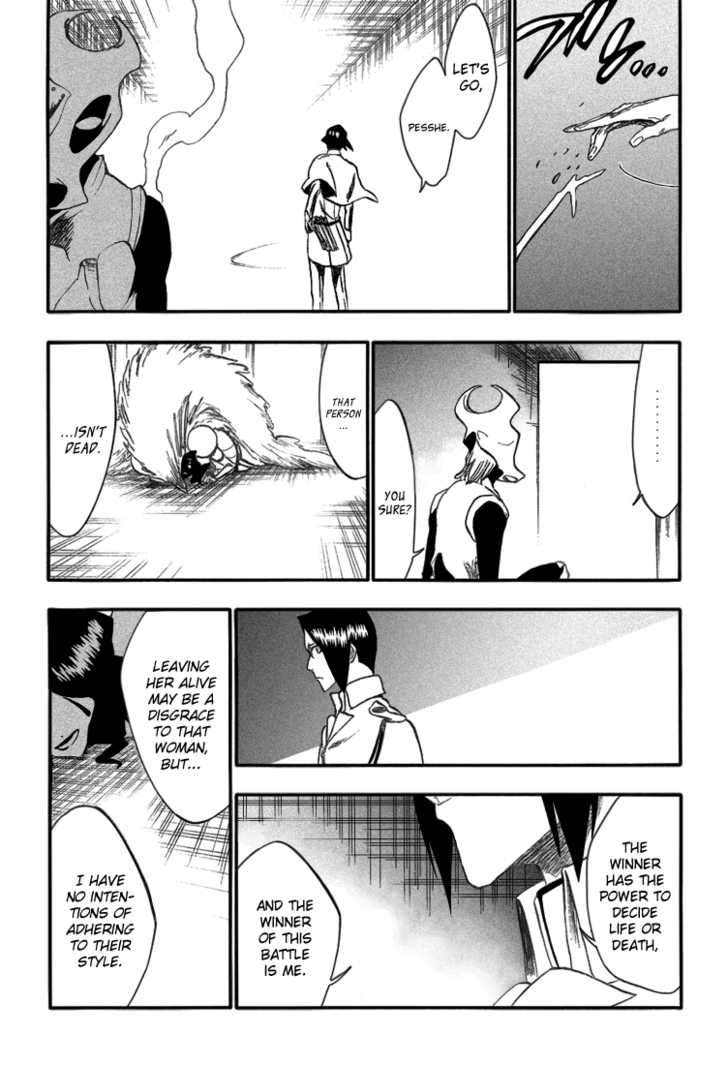 LET'S
GO,
PESSHE.
.........
YOU
SURE?
THAT
PERSON
...
...ISN'T
DEAD.
THE
WINNER
HAS THE
POWER TO
DECIDE
LIFE OR
DEATH,
AND THE
WINNER
OF THIS
BATTLE
IS ME.
LEAVING
HER ALIVE
MAY BE A
DISGRACE
TO THAT
WOMAN,
BUT...
I HAVE
NO INTEN-
TIONS OF
ADHERING
TO THEIR
STYLE.